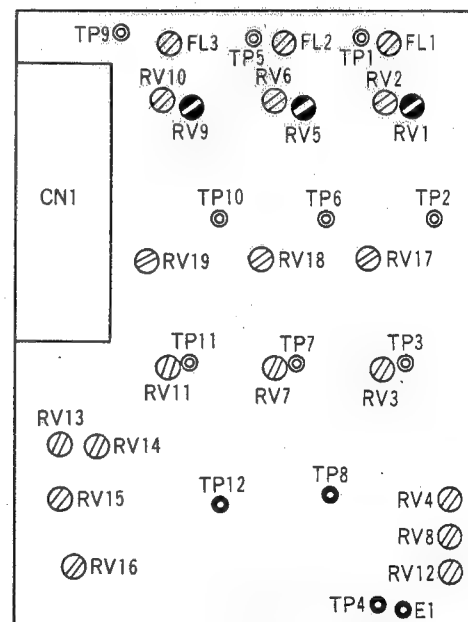 TP9
FL3
TP5
FL2
TP1
FL1
RV10
RV6
RV2
RV9
RV5
RV1
CN1
TP10
TP6
TP2
RV19
RV18
RV17
TP11
TP7
TP3
RV11
RV7
RV3
RV13
RV14
TP12
TP8
RV15
RV4
RV8
RV16
RV12
TP4
E1